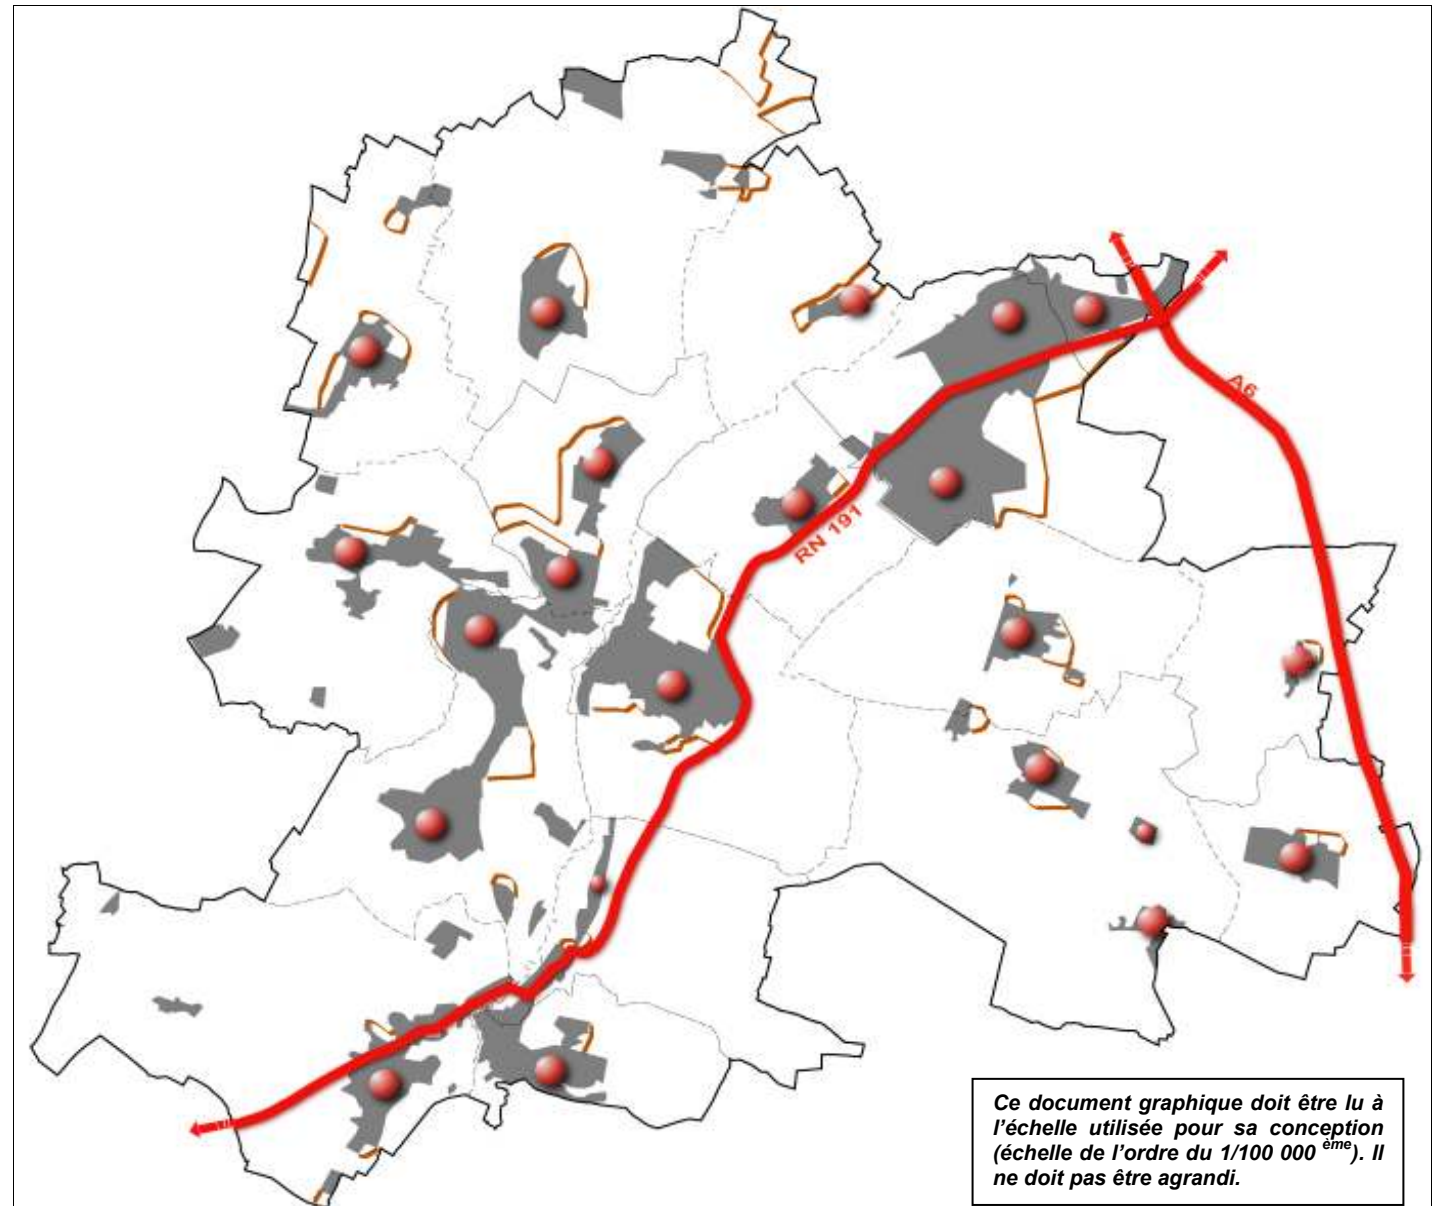 A6
RN 191
Ce document graphique doit être lu à
l'échelle utilisée pour sa conception
(échelle de l'ordre du 1/100 000 ème). Il
ne doit pas être agrandi.